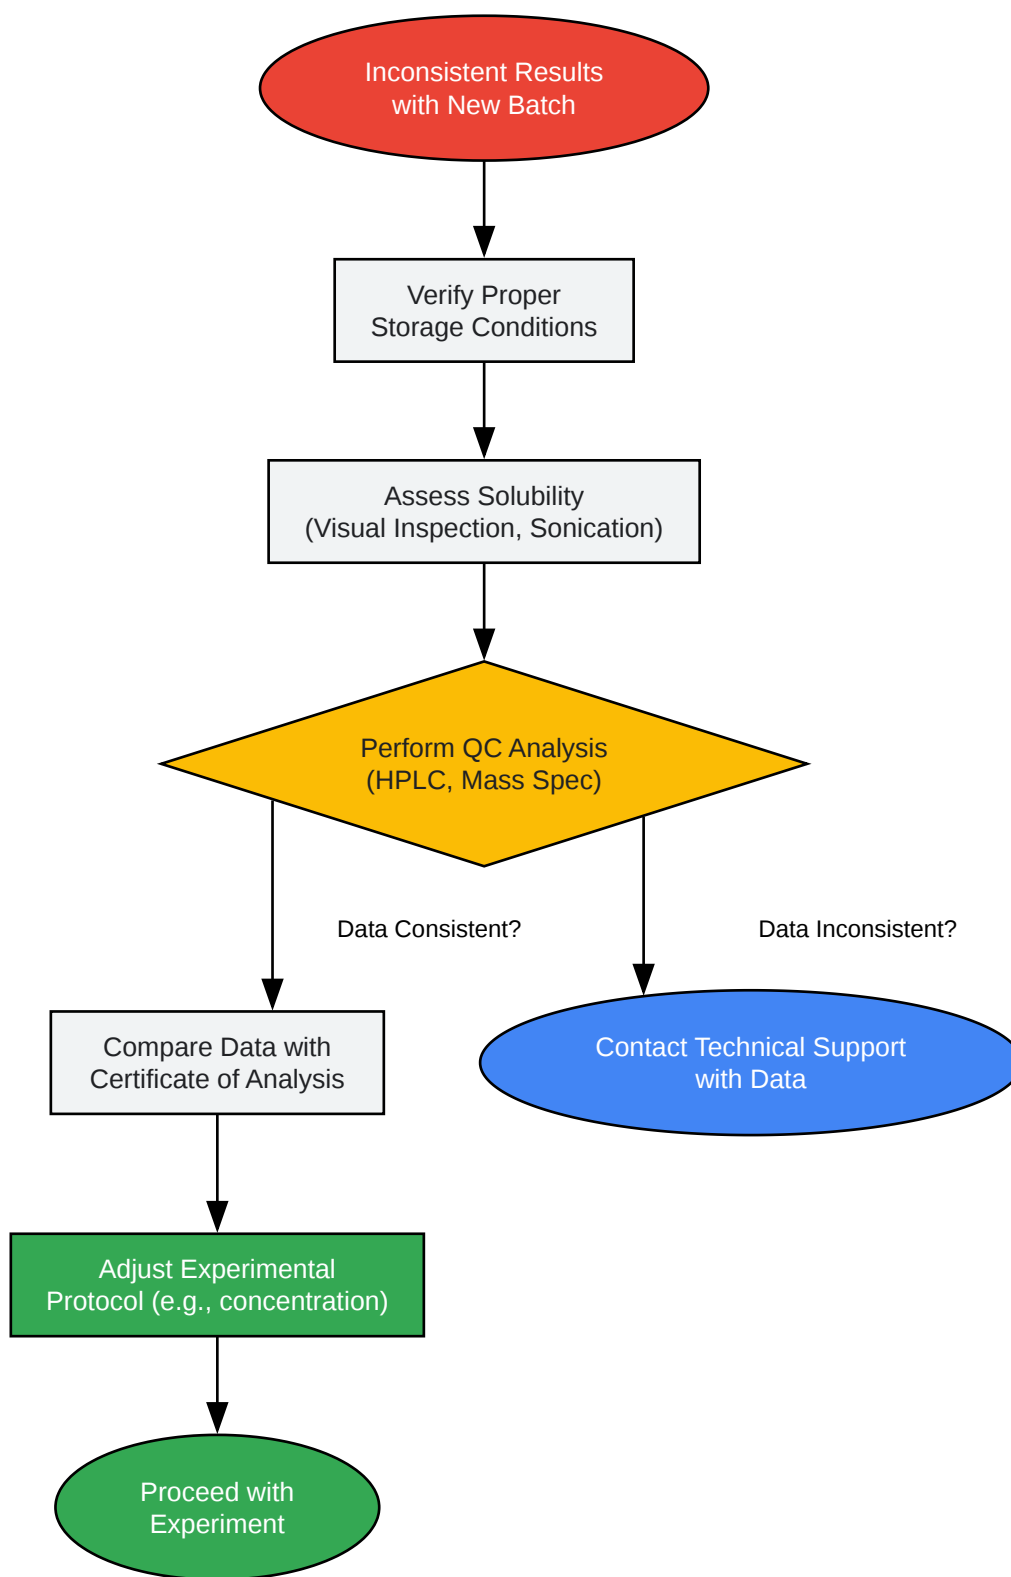 Inconsistent Results
with New Batch
Verify Proper
Storage Conditions
Assess Solubility
(Visual Inspection, Sonication)
Perform QC Analysis
(HPLC, Mass Spec)
Data Consistent?
Data Inconsistent?
Compare Data with
Certificate of Analysis
Contact Technical Support
with Data
Adjust Experimental
Protocol (e.g., concentration)
Proceed with
Experiment